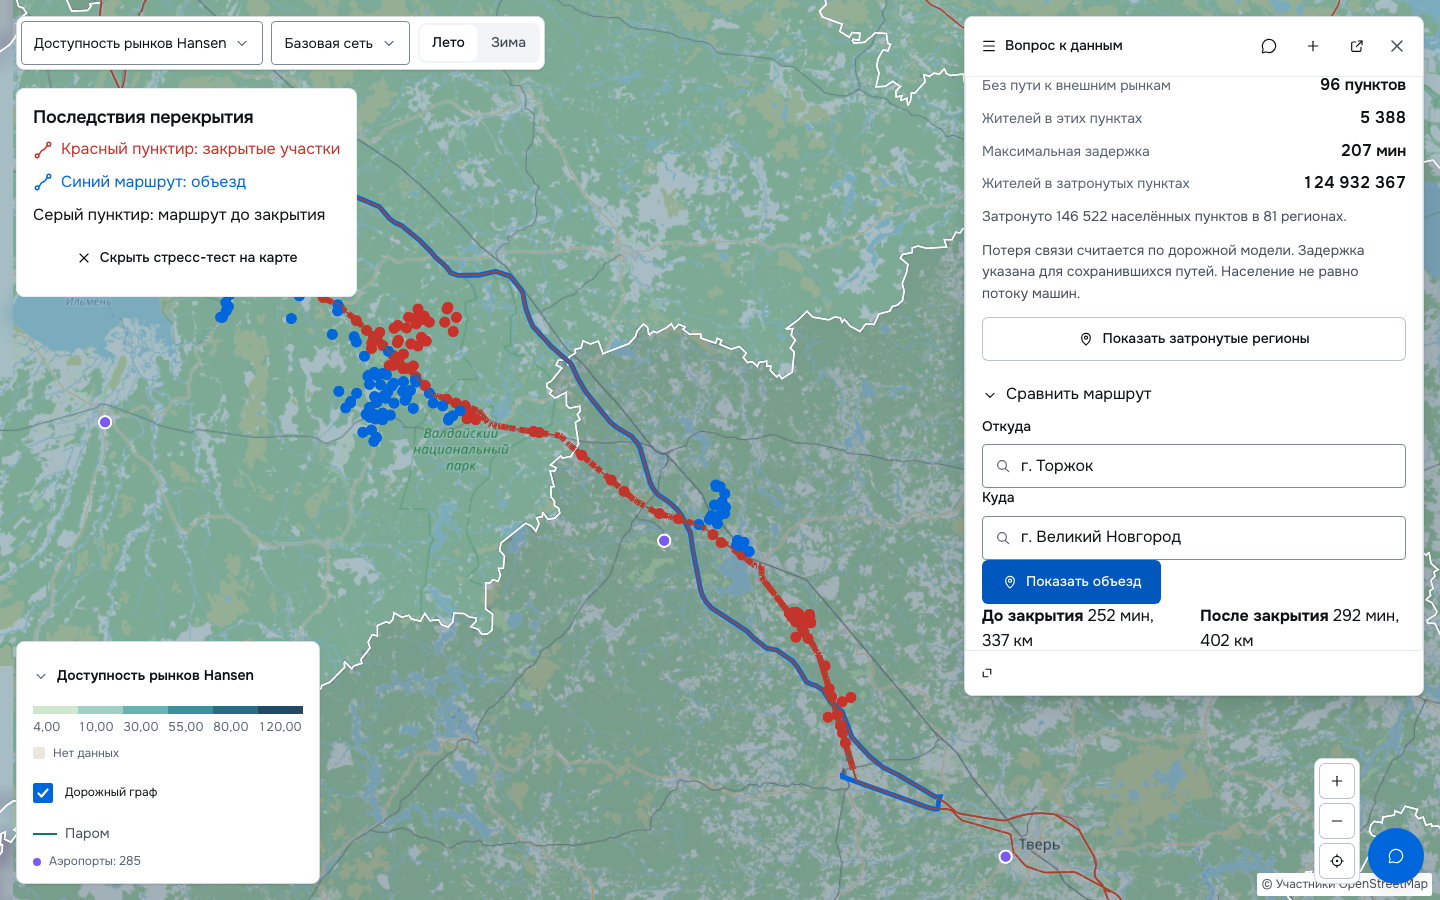 Доступность рынков Hansen
Базовая сеть
Лето
Зима
Последствия перекрытия
Красный пунктир: закрытые участки
Синий маршрут: объезд
Серый пунктир: маршрут до закрытия
Скрыть стресс-тест на карте
Ильмень
Валдайский
национальный
парк
Тверь
Вопрос к данным
Без пути к внешним рынкам 96 пунктов
Жителей в этих пунктах 5 388
Максимальная задержка 207 мин
Жителей в затронутых пунктах 124 932 367
Затронуто 146 522 населённых пунктов в 81 регионах.
Потеря связи считается по дорожной модели. Задержка
указана для сохранившихся путей. Население не равно
потоку машин.
Показать затронутые регионы
Сравнить маршрут
Откуда
г. Торжок
Куда
г. Великий Новгород
Показать объезд
До закрытия 252 мин,
337 км
После закрытия 292 мин,
402 км
Доступность рынков Hansen
4,00 10,00 30,00 55,00 80,00 120,00
Нет данных
Дорожный граф
Паром
Аэропорты: 285
© Участники OpenStreetMap